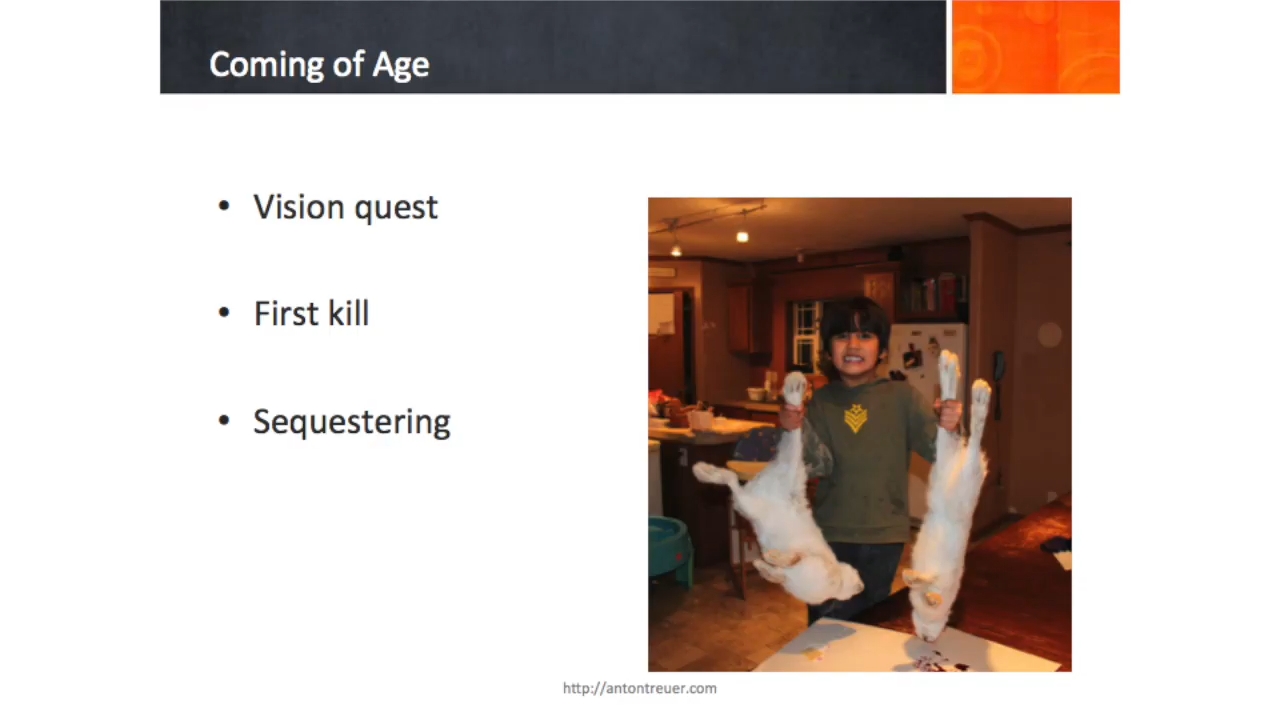 Coming of Age
• Vision quest
• First kill
• Sequestering
http://antontreuer.com